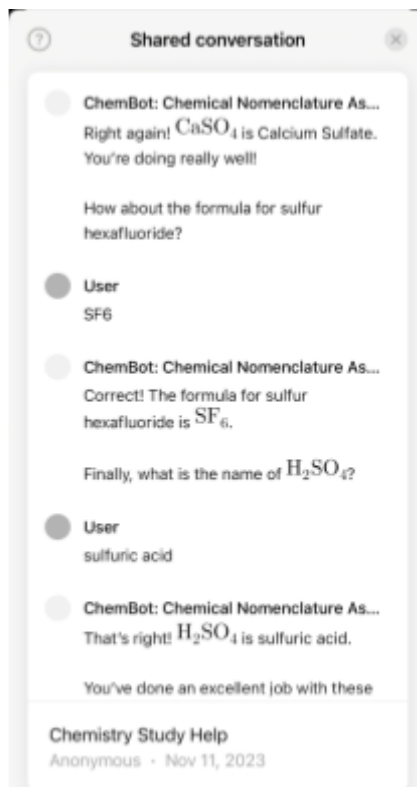 Shared conversation
ChemBot: Chemical Nomenclature As...
Right again! CaSO₄ is Calcium Sulfate.
You're doing really well!
How about the formula for sulfur
hexafluoride?
User
SF6
ChemBot: Chemical Nomenclature As...
Correct! The formula for sulfur
hexafluoride is SF₆.
Finally, what is the name of H₂SO₄?
User
sulfuric acid
ChemBot: Chemical Nomenclature As...
That's right! H₂SO₄ is sulfuric acid.
You've done an excellent job with these
Chemistry Study Help
Anonymous • Nov 11, 2023